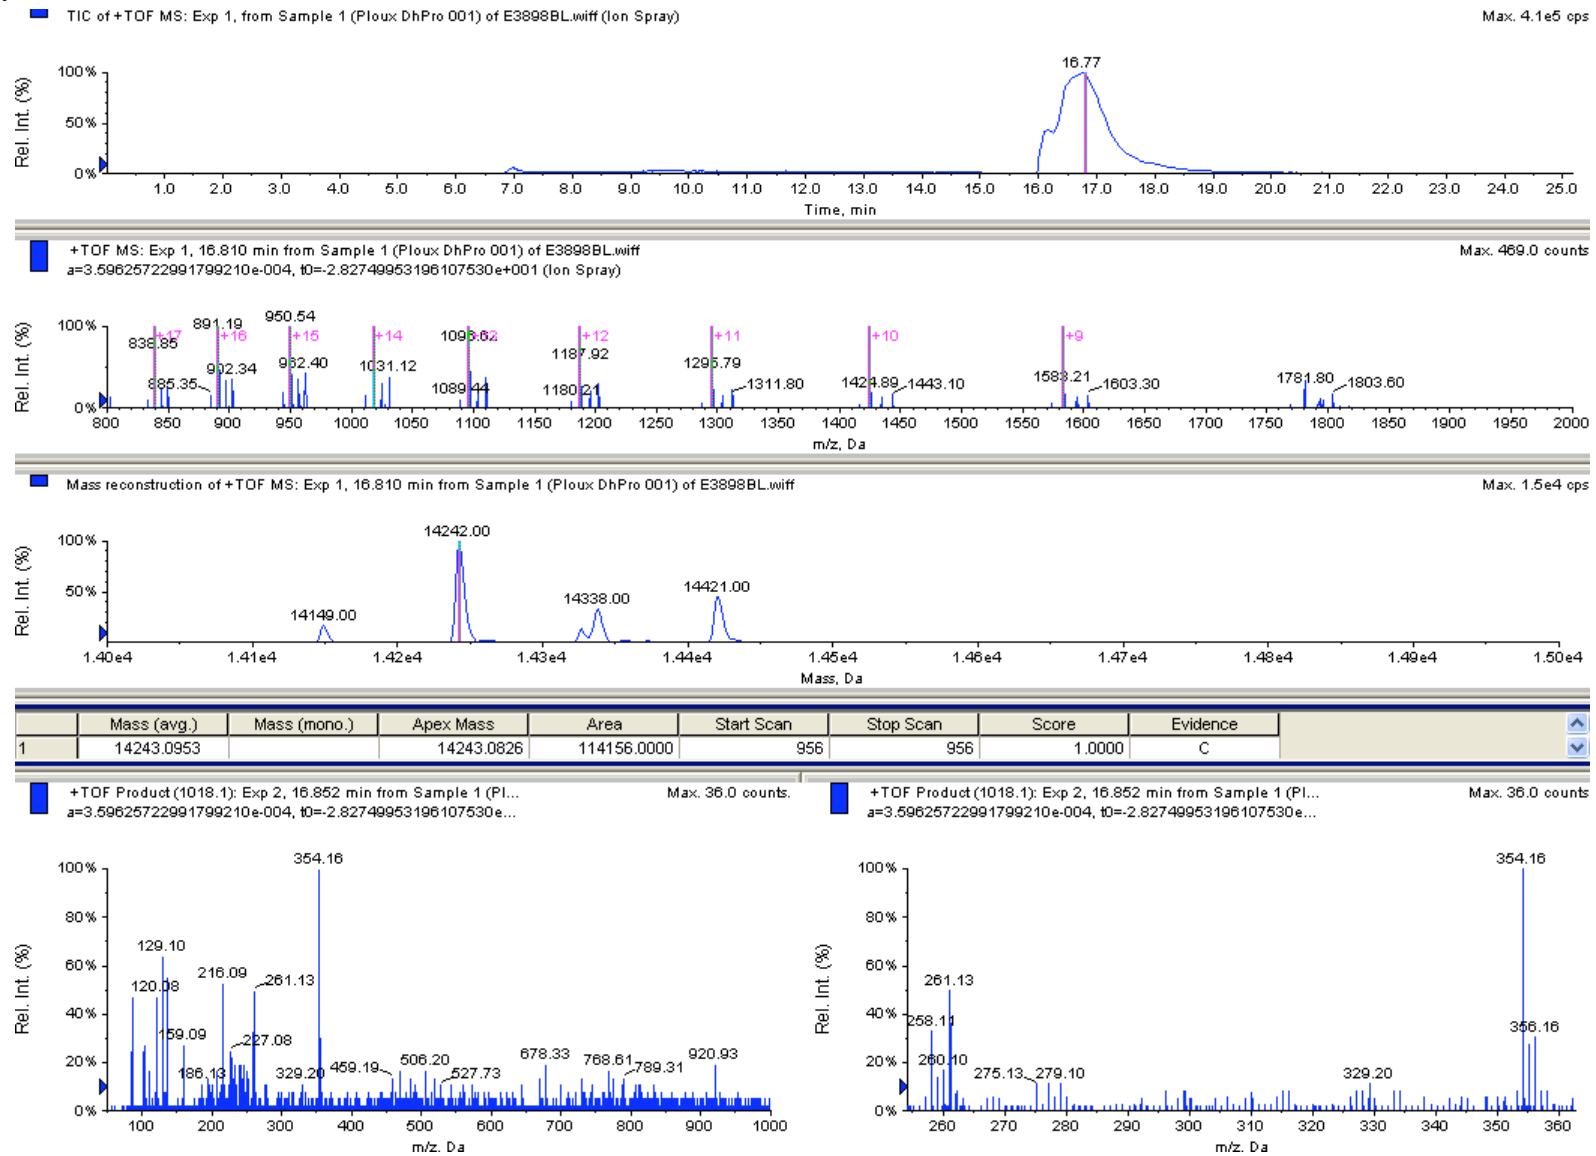 TIC of +TOF MS: Exp 1, from Sample 1 (Ploux DhPro 001) of E3898BL.wiff (Ion Spray)
Max. 4.1e5 cps
Rel. Int. (%)
100%
50%
0%
16.77
1.0 2.0 3.0 4.0 5.0 6.0 7.0 8.0 9.0 10.0 11.0 12.0 13.0 14.0 15.0 16.0 17.0 18.0 19.0 20.0 21.0 22.0 23.0 24.0 25.0
Time, min
+TOF MS: Exp 1, 16.810 min from Sample 1 (Ploux DhPro 001) of E3898BL.wiff
a=3.59625722991799210e-004, t0=-2.82749953196107530e+001 (Ion Spray)
Max. 469.0 counts
Rel. Int. (%)
100%
50%
0%
838.85 +17 891.19 +16 950.54 +15 +14 +12 +11 +10 +9
885.35 902.34 962.40 1031.12 1089.44 1187.92 1180.21 1295.79 1311.80 1424.89 1443.10 1583.21 1603.30 1781.80 1803.60
800 850 900 950 1000 1050 1100 1150 1200 1250 1300 1350 1400 1450 1500 1550 1600 1650 1700 1750 1800 1850 1900 1950 2000
m/z, Da
Mass reconstruction of +TOF MS: Exp 1, 16.810 min from Sample 1 (Ploux DhPro 001) of E3898BL.wiff
Max. 1.5e4 cps
Rel. Int. (%)
100%
50%
14149.00 14242.00 14338.00 14421.00
1.40e4 1.41e4 1.42e4 1.43e4 1.44e4 1.45e4 1.46e4 1.47e4 1.48e4 1.49e4 1.50e4
Mass, Da
Mass (avg.) Mass (mono.) Apex Mass Area Start Scan Stop Scan Score Evidence
1 14243.0953 14243.0826 114156.0000 956 956 1.0000 C
+TOF Product (1018.1): Exp 2, 16.852 min from Sample 1 (Pl...
a=3.59625722991799210e-004, t0=-2.82749953196107530e...
Max. 36.0 counts.
Rel. Int. (%)
100%
80%
60%
40%
20%
0%
354.16
129.10
120.08
216.09
261.13
159.09
227.08
186.13
329.20
459.19
506.20
527.73
678.33
768.61
789.31
920.93
100 200 300 400 500 600 700 800 900 1000
m/z, Da
+TOF Product (1018.1): Exp 2, 16.852 min from Sample 1 (Pl...
a=3.59625722991799210e-004, t0=-2.82749953196107530e...
Max. 36.0 counts
Rel. Int. (%)
100%
80%
60%
40%
20%
0%
354.16
261.13
258.11
260.10
275.13
279.10
329.20
356.16
260 270 280 290 300 310 320 330 340 350 360
m/z, Da